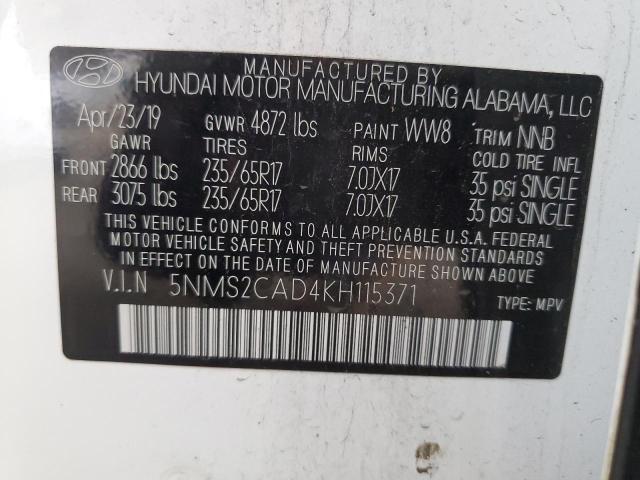 MANUFACTURED BY
HYUNDAI MOTOR MANUFACTURING ALABAMA, LLC
Apr/23/19 GVWR 4872 lbs PAINT WW8 TRIM NNB
GAWR TIRES RIMS COLD TIRE INFL
FRONT 2866 lbs 235/65R17 7.0JX17 35 psi SINGLE
REAR 3075 lbs 235/65R17 7.0JX17 35 psi SINGLE
THIS VEHICLE CONFORMS TO ALL APPLICABLE U.S.A. FEDERAL
MOTOR VEHICLE SAFETY AND THEFT PREVENTION STANDARDS
IN EFFECT ON THE DATE OF MANUFACTURE SHOWN ABOVE.
V.I.N 5NMS2CAD4KH115371 TYPE: MPV